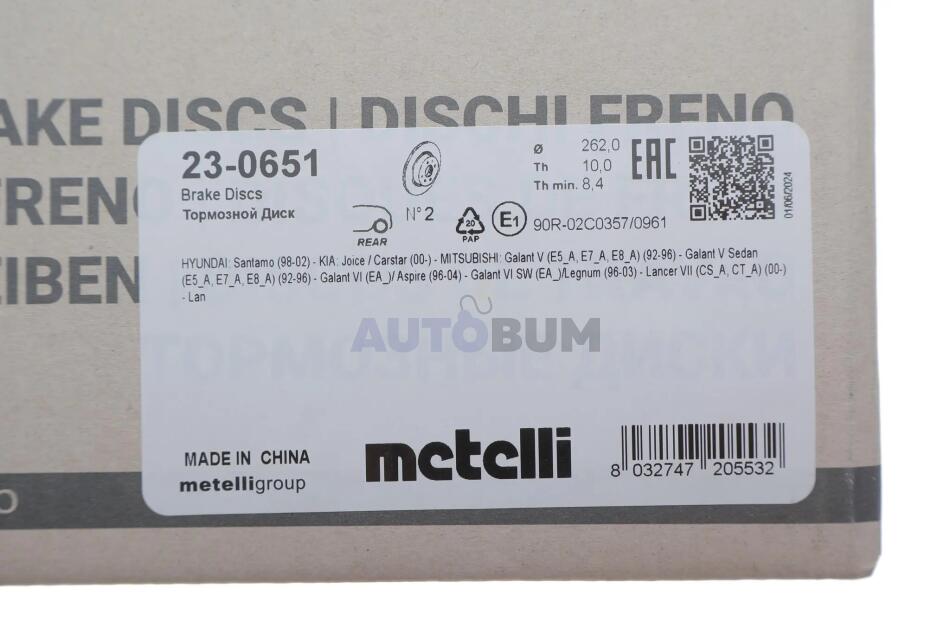 AKE DISCS | DISCHI FRENO
FREN
EIBEN
23-0651
Brake Discs
Тормозной Диск
REAR
N° 2
20
PAP
E1
Ø 262,0
Th 10,0
Th min. 8,4
EAC
90R-02C0357/0961
01/06/2024
HYUNDAI: Santamo (98-02) - KIA: Joice / Carstar (00-) - MITSUBISHI: Galant V (E5_A, E7_A, E8_A) (92-96) - Galant V Sedan
(E5_A, E7_A, E8_A) (92-96) - Galant VI (EA_)/ Aspire (96-04) - Galant VI SW (EA_)/Legnum (96-03) - Lancer VII (CS_A, CT_A) (00-)
- Lan
AUTOBUM
ТОРМОЗНЫЕ ДИСКИ
MADE IN CHINA
metelligroup
metelli
8 032747 205532